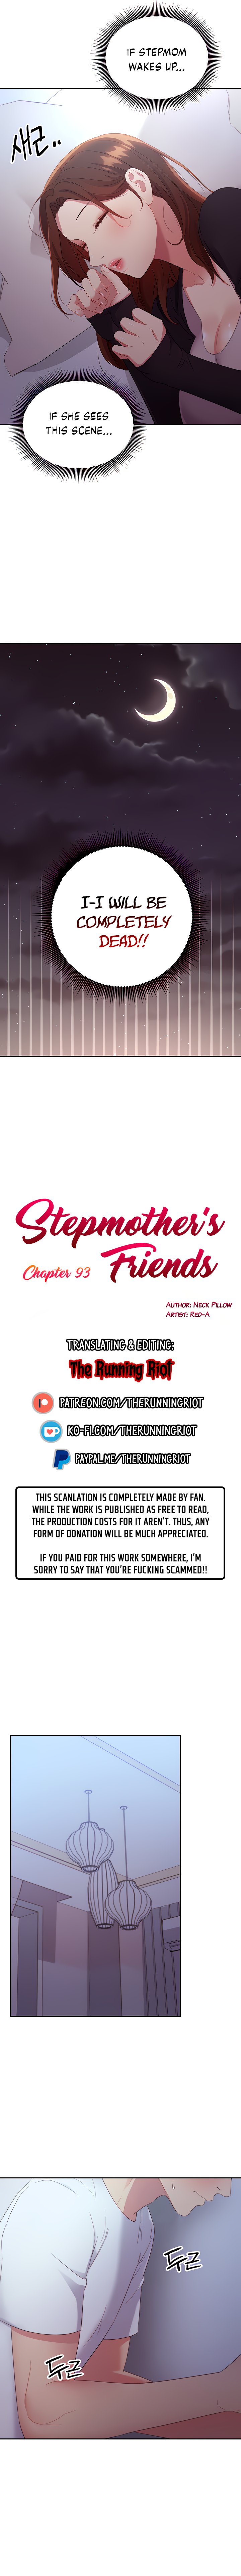 IF STEPMOM
WAKES UP...
새근..
IF SHE SEES
THIS SCENE...
I-I WILL BE
COMPLETELY
DEAD!!
Stepmother's
Friends
Chapter 93
AUTHOR: NECK PILLOW
ARTIST: RED-A
TRANSLATING & EDITING:
The Running Riot
PATREON.COM/THERUNNINGRIOT
KO-FI.COM/THERUNNINGRIOT
PAYPAL.ME/THERUNNINGRIOT
THIS SCANLATION IS COMPLETELY MADE BY FAN.
WHILE THE WORK IS PUBLISHED AS FREE TO READ,
THE PRODUCTION COSTS FOR IT AREN'T. THUS, ANY
FORM OF DONATION WILL BE MUCH APPRECIATED.
IF YOU PAID FOR THIS WORK SOMEWHERE, I'M
SORRY TO SAY THAT YOU'RE FUCKING SCAMMED!!
두근
두근